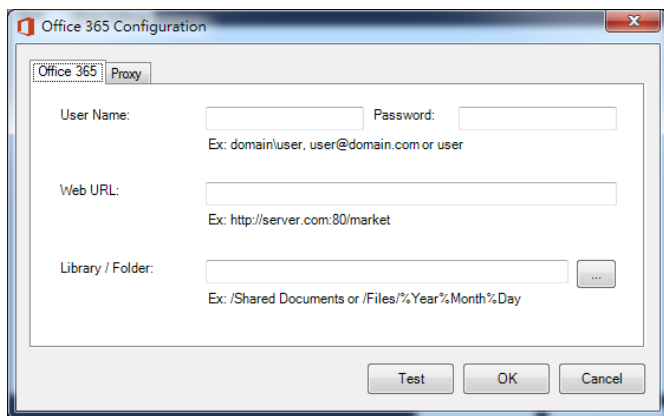 Office 365 Configuration
x
Office 365 Proxy
User Name: Password:
Ex: domain\user, user@domain.com or user
Web URL:
Ex: http://server.com:80/market
Library / Folder:
...
Ex: /Shared Documents or /Files/%Year%Month%Day
Test OK Cancel